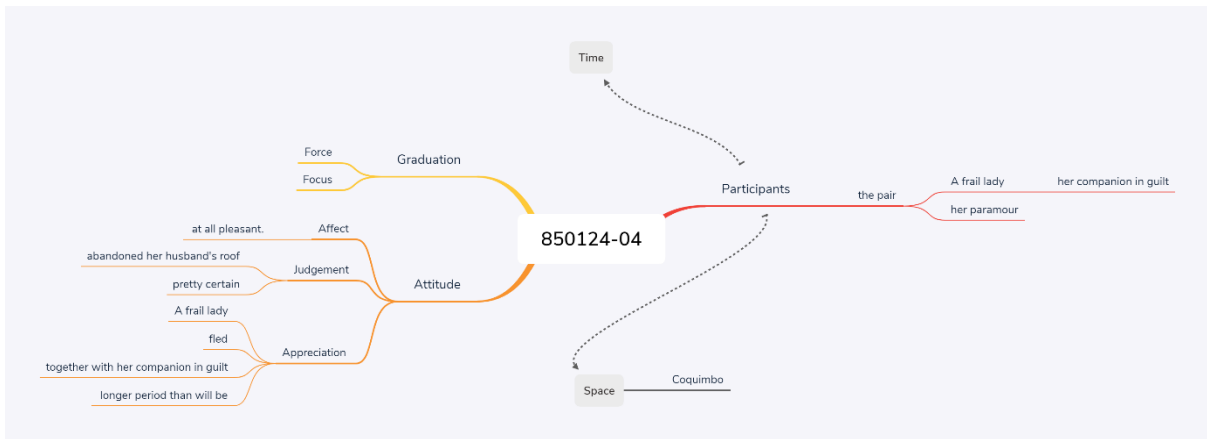 Time
Force
Graduation
Focus
Participants
the pair
A frail lady
her companion in guilt
her paramour
850124-04
at all pleasant.
Affect
abandoned her husband's roof
Judgement
pretty certain
Attitude
A frail lady
fled
Appreciation
together with her companion in guilt
longer period than will be
Space
Coquimbo